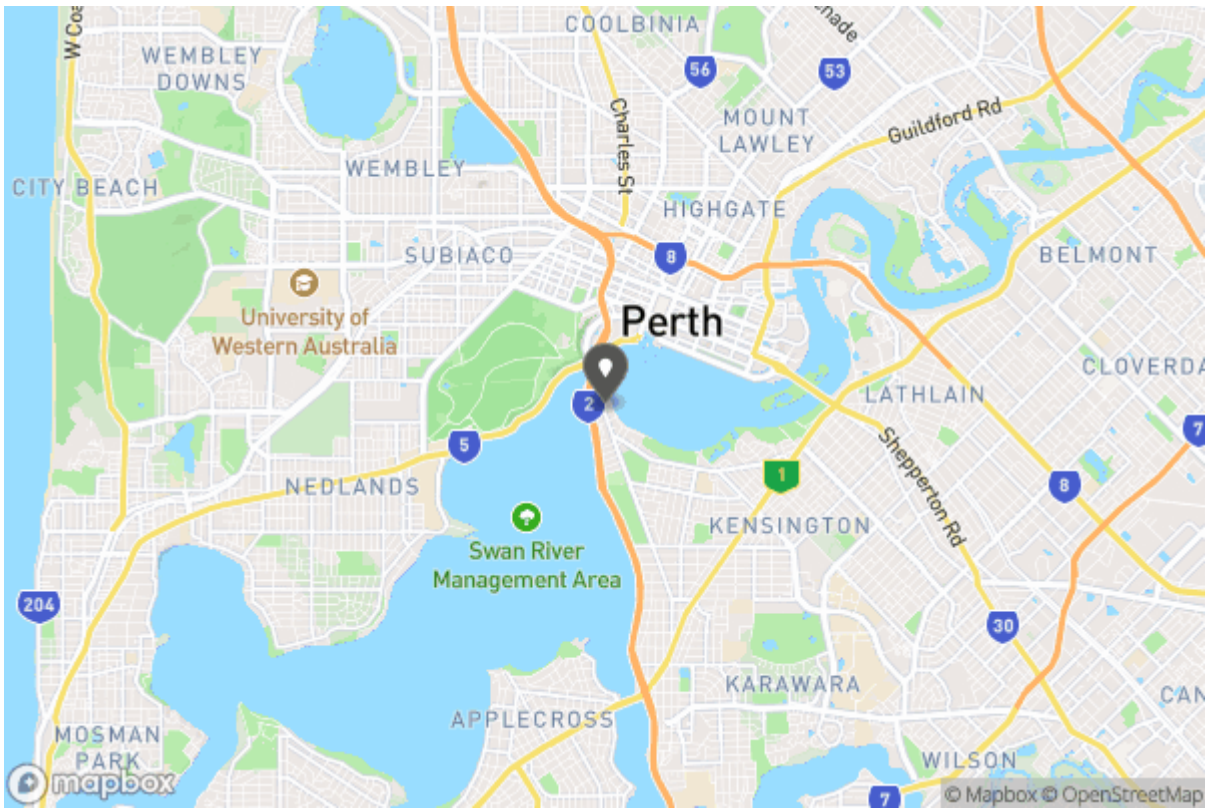 W Coa
COOLBINIA
enade
WEMBLEY
DOWNS
56
53
Charles St
MOUNT
LAWLEY
Guildford Rd
WEMBLEY
CITY BEACH
HIGHGATE
SUBIACO
8
BELMONT
University of
Western Australia
Perth
CLOVERDA
LATHLAIN
2
5
7
Shepperton Rd
1
8
NEDLANDS
KENSINGTON
Swan River
Management Area
204
30
KARAWARA
CAN
APPLECROSS
MOSMAN
PARK
WILSON
mapbox
7
© Mapbox © OpenStreetMap